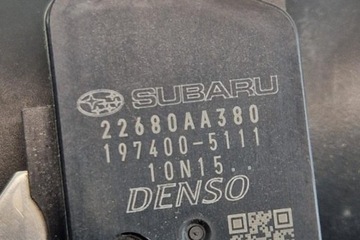 SUBARU
22680AA380
197400-5111
10N15..
DENSO